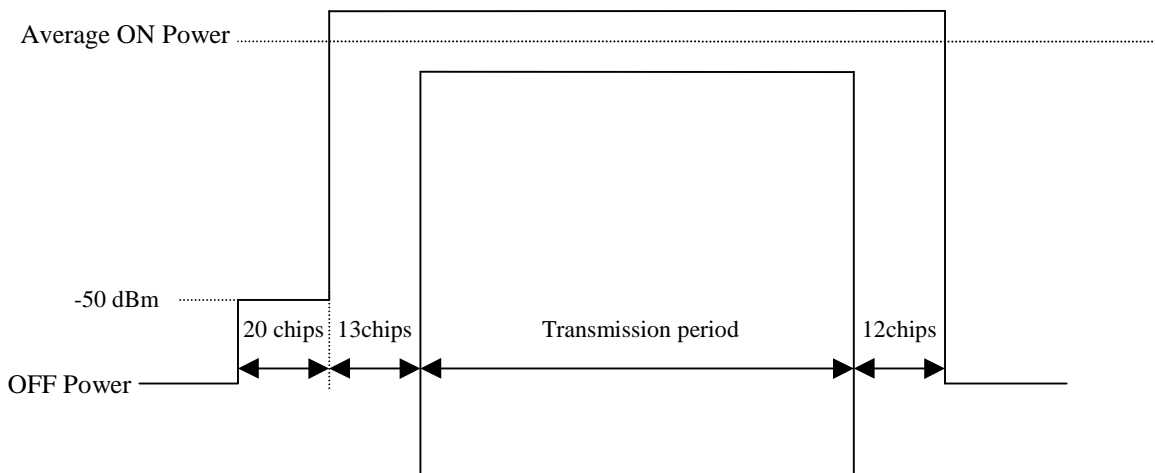 Average ON Power
-50 dBm
20 chips 13chips Transmission period 12chips
OFF Power